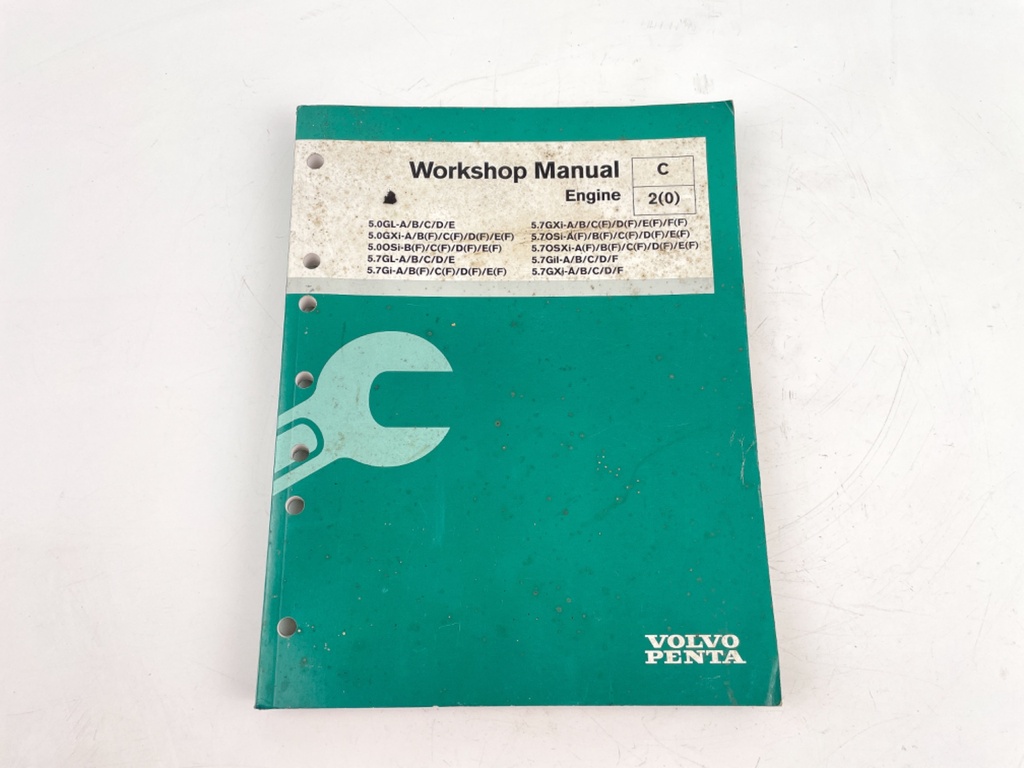 Workshop Manual
Engine
C
2(0)
5.0GL-A/B/C/D/E
5.0GXi-A/B(F)/C(F)/D(F)/E(F)
5.0OSi-B(F)/C(F)/D(F)/E(F)
5.7GL-A/B/C/D/E
5.7Gi-A/B(F)/C(F)/D(F)/E(F)
5.7GXi-A/B/C(F)/D(F)/E(F)/F(F)
5.7OSi-A(F)/B(F)/C(F)/D(F)/E(F)
5.7OSXi-A(F)/B(F)/C(F)/D(F)/E(F)
5.7GiI-A/B/C/D/F
5.7GXi-A/B/C/D/F
VOLVO
PENTA